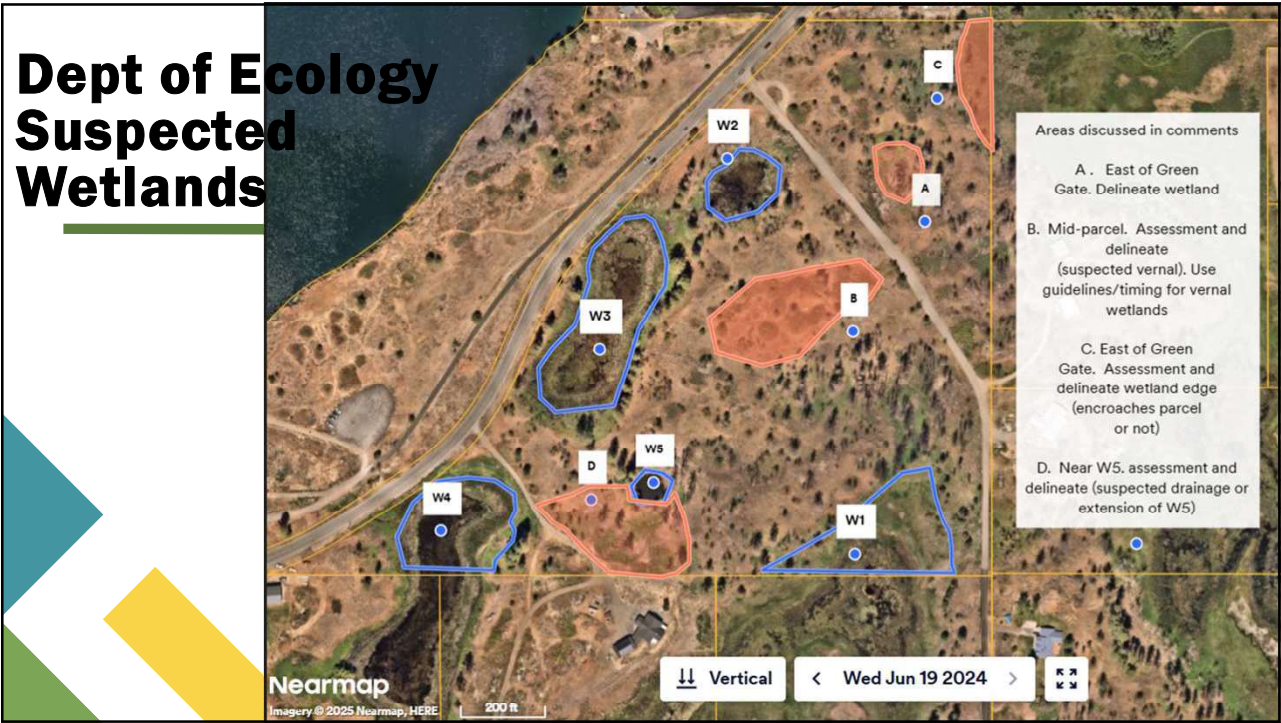 Dept of Ecology
Suspected
Wetlands
C
W2
A
B
W3
W5
D
W4
W1
Areas discussed in comments
A . East of Green
Gate. Delineate wetland
B. Mid-parcel. Assessment and
delineate
(suspected vernal). Use
guidelines/timing for vernal
wetlands
C. East of Green
Gate. Assessment and
delineate wetland edge
(encroaches parcel
or not)
D. Near W5. assessment and
delineate (suspected drainage or
extension of W5)
Vertical
Wed Jun 19 2024
Nearmap
Imagery © 2025 Nearmap, HERE
200 ft